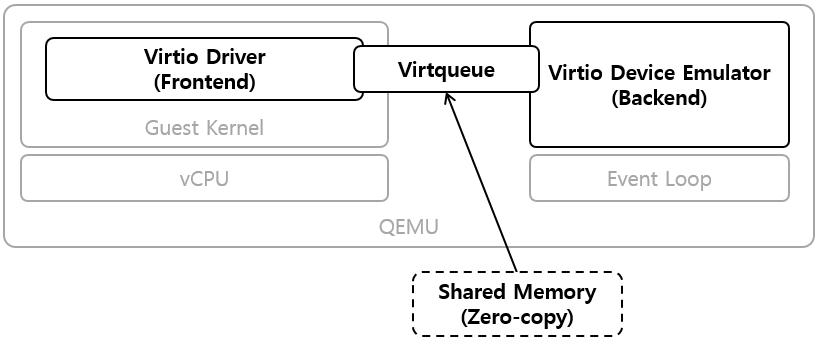 Virtio Driver
(Frontend)
Virtqueue
Virtio Device Emulator
(Backend)
Guest Kernel
vCPU
Event Loop
QEMU
Shared Memory
(Zero-copy)